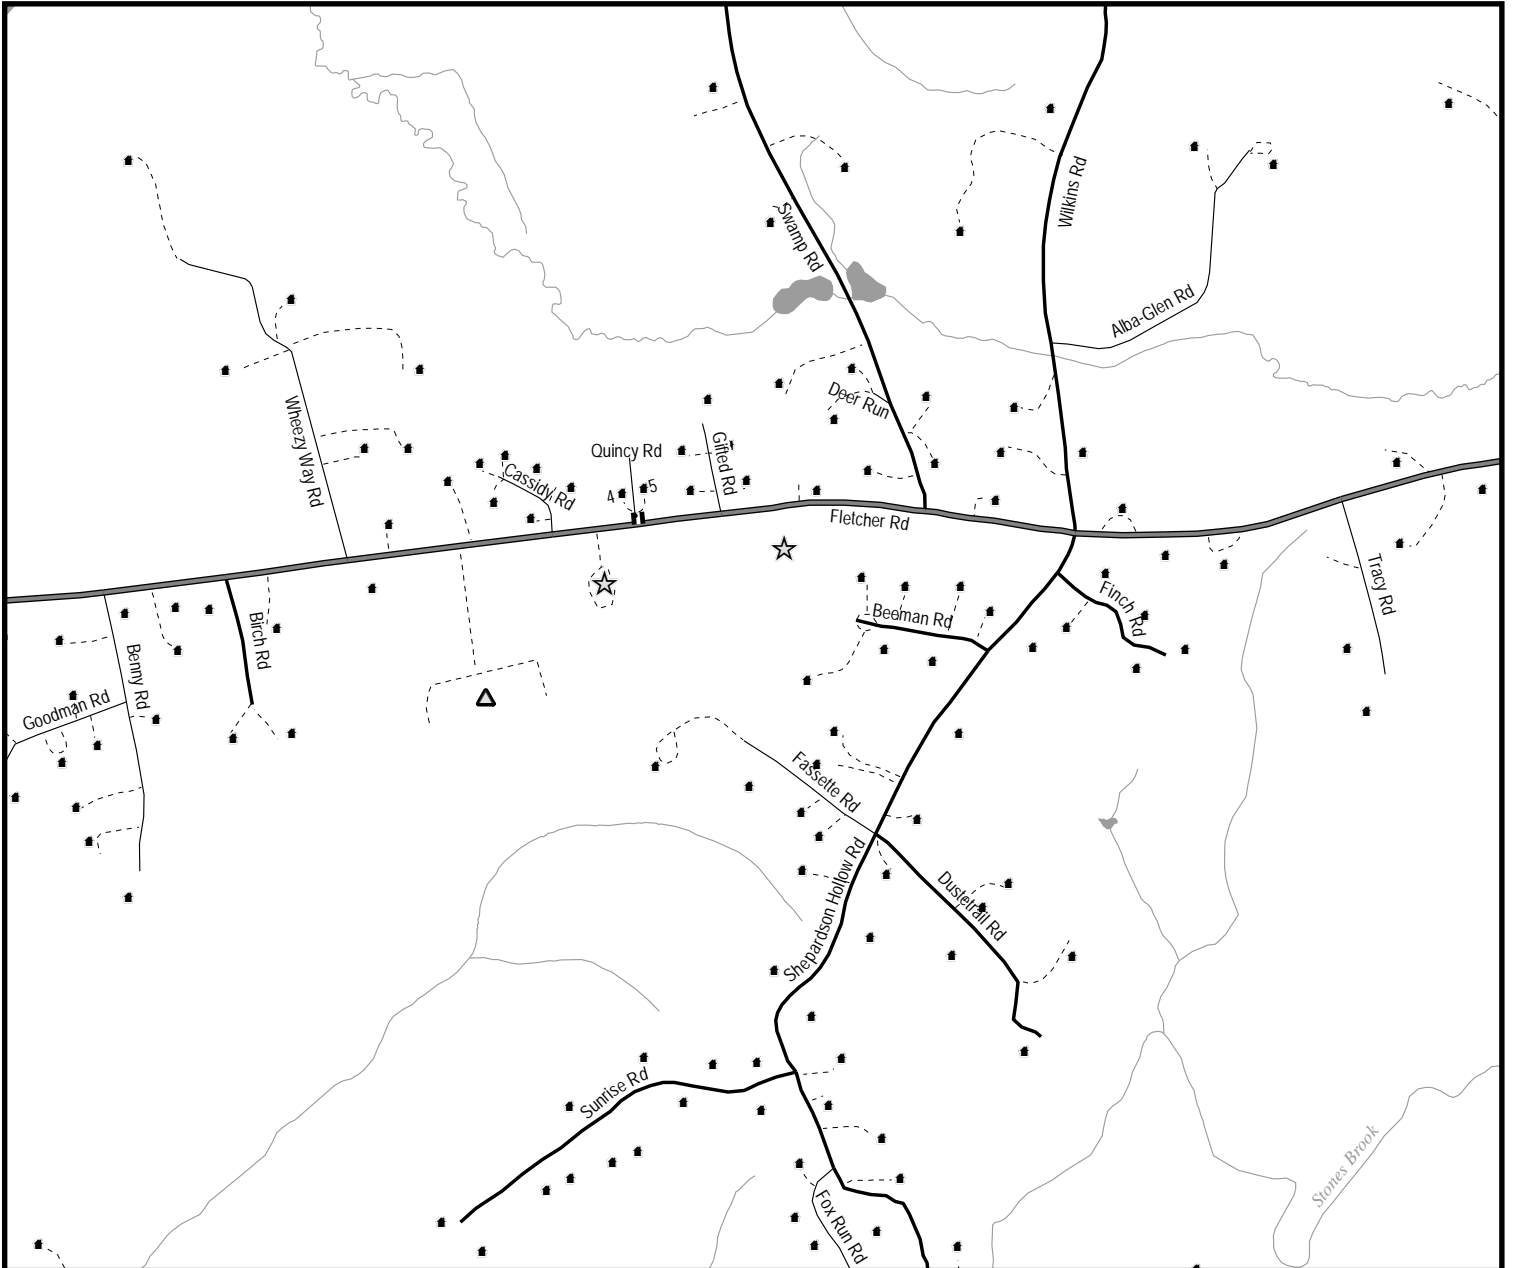 Wilkins Rd
Swamp Rd
Alba-Glen Rd
Deer Run
Wheezy Way Rd
Quincy Rd
Gifted Rd
Cassidy Rd
4
5
Fletcher Rd
Tracy Rd
Finch Rd
Beeman Rd
Birch Rd
Benny Rd
Goodman Rd
Fassette Rd
Shepardson Hollow Rd
Dustetrail Rd
Sunrise Rd
Stones Brook
Fox Run Rd